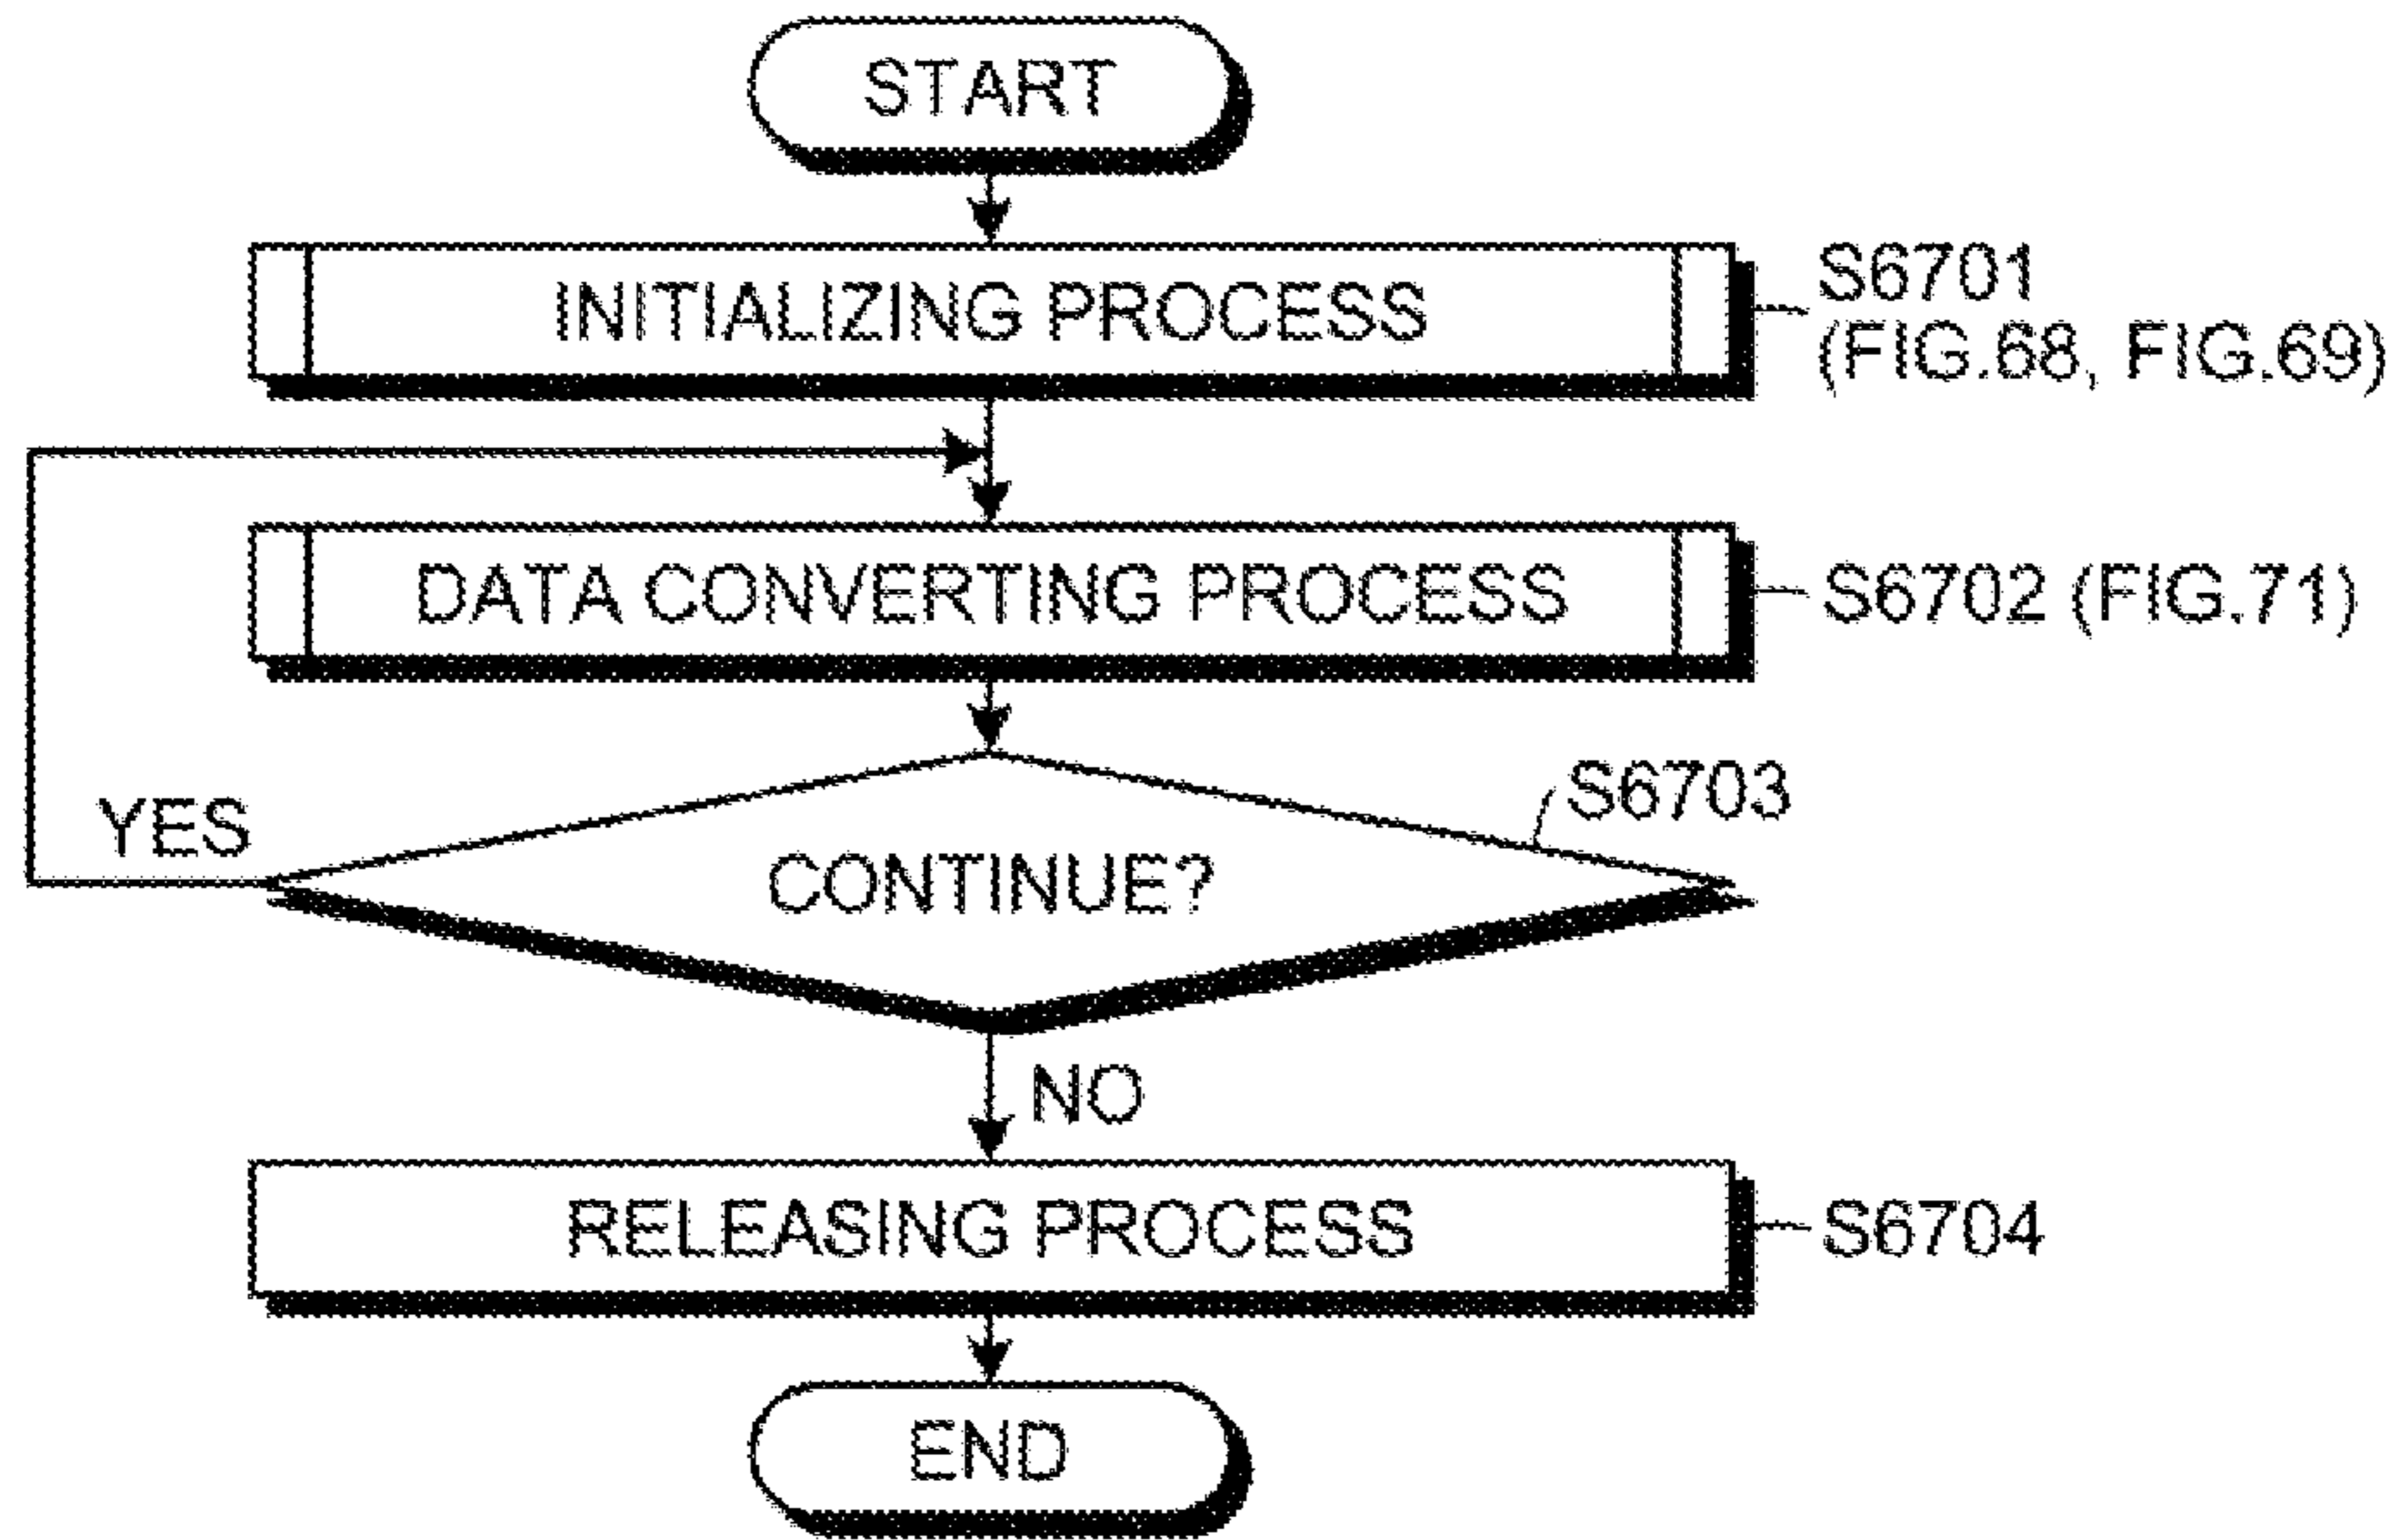 START
INITIALIZING PROCESS
S6701
(FIG.68, FIG.69)
DATA CONVERTING PROCESS
S6702 (FIG.71)
S6703
YES
CONTINUE?
NO
RELEASING PROCESS
S6704
END